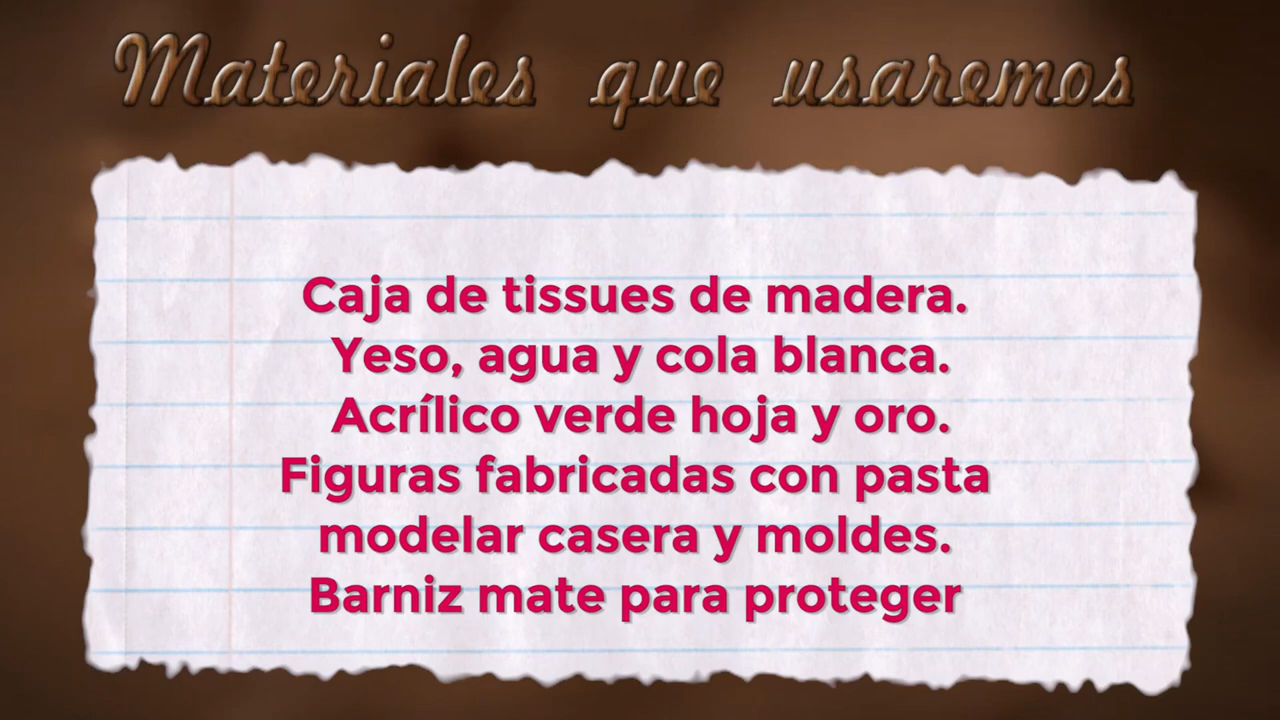 Materiales que usaremos
Caja de tissues de madera.
Yeso, agua y cola blanca.
Acrílico verde hoja y oro.
Figuras fabricadas con pasta
modelar casera y moldes.
Barniz mate para proteger